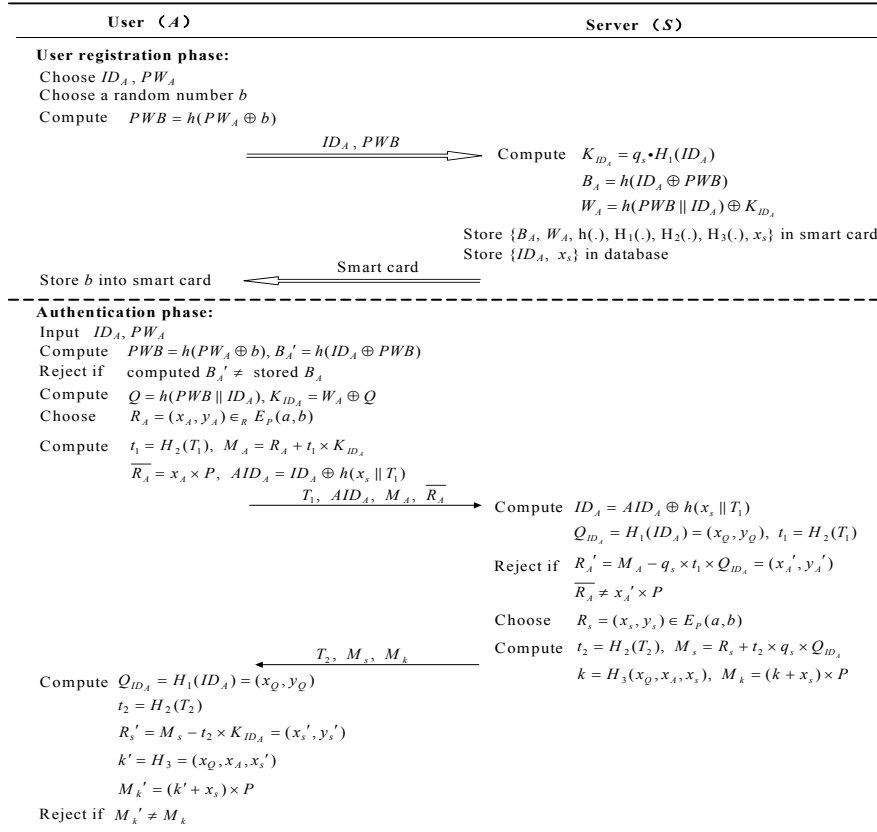 User (A) Server (S)
User registration phase:
Choose ID_A , PW_A
Choose a random number b
Compute PWB = h(PW_A ⊕ b)
ID_A , PWB
Compute K_{ID_A} = q_s • H_1(ID_A)
B_A = h(ID_A ⊕ PWB)
W_A = h(PWB || ID_A) ⊕ K_{ID_A}
Store {B_A, W_A, h(.), H_1(.), H_2(.), H_3(.), x_s} in smart card
Store {ID_A, x_s} in database
Smart card
Store b into smart card
Authentication phase:
Input ID_A, PW_A
Compute PWB = h(PW_A ⊕ b), B_A' = h(ID_A ⊕ PWB)
Reject if computed B_A' ≠ stored B_A
Compute Q = h(PWB || ID_A), K_{ID_A} = W_A ⊕ Q
Choose R_A = (x_A, y_A) ∈_R E_P(a,b)
Compute t_1 = H_2(T_1), M_A = R_A + t_1 × K_{ID_A}
\overline{R_A} = x_A × P, AID_A = ID_A ⊕ h(x_s || T_1)
T_1, AID_A, M_A, \overline{R_A}
Compute ID_A = AID_A ⊕ h(x_s || T_1)
Q_{ID_A} = H_1(ID_A) = (x_Q, y_Q), t_1 = H_2(T_1)
Reject if R_A' = M_A − q_s × t_1 × Q_{ID_A} = (x_A', y_A')
\overline{R_A} ≠ x_A' × P
Choose R_s = (x_s, y_s) ∈ E_P(a,b)
Compute t_2 = H_2(T_2), M_s = R_s + t_2 × q_s × Q_{ID_A}
k = H_3(x_Q, x_A, x_s), M_k = (k + x_s) × P
T_2, M_s, M_k
Compute Q_{ID_A} = H_1(ID_A) = (x_Q, y_Q)
t_2 = H_2(T_2)
R_s' = M_s − t_2 × K_{ID_A} = (x_s', y_s')
k' = H_3 = (x_Q, x_A, x_s')
M_k' = (k' + x_s) × P
Reject if M_k' ≠ M_k